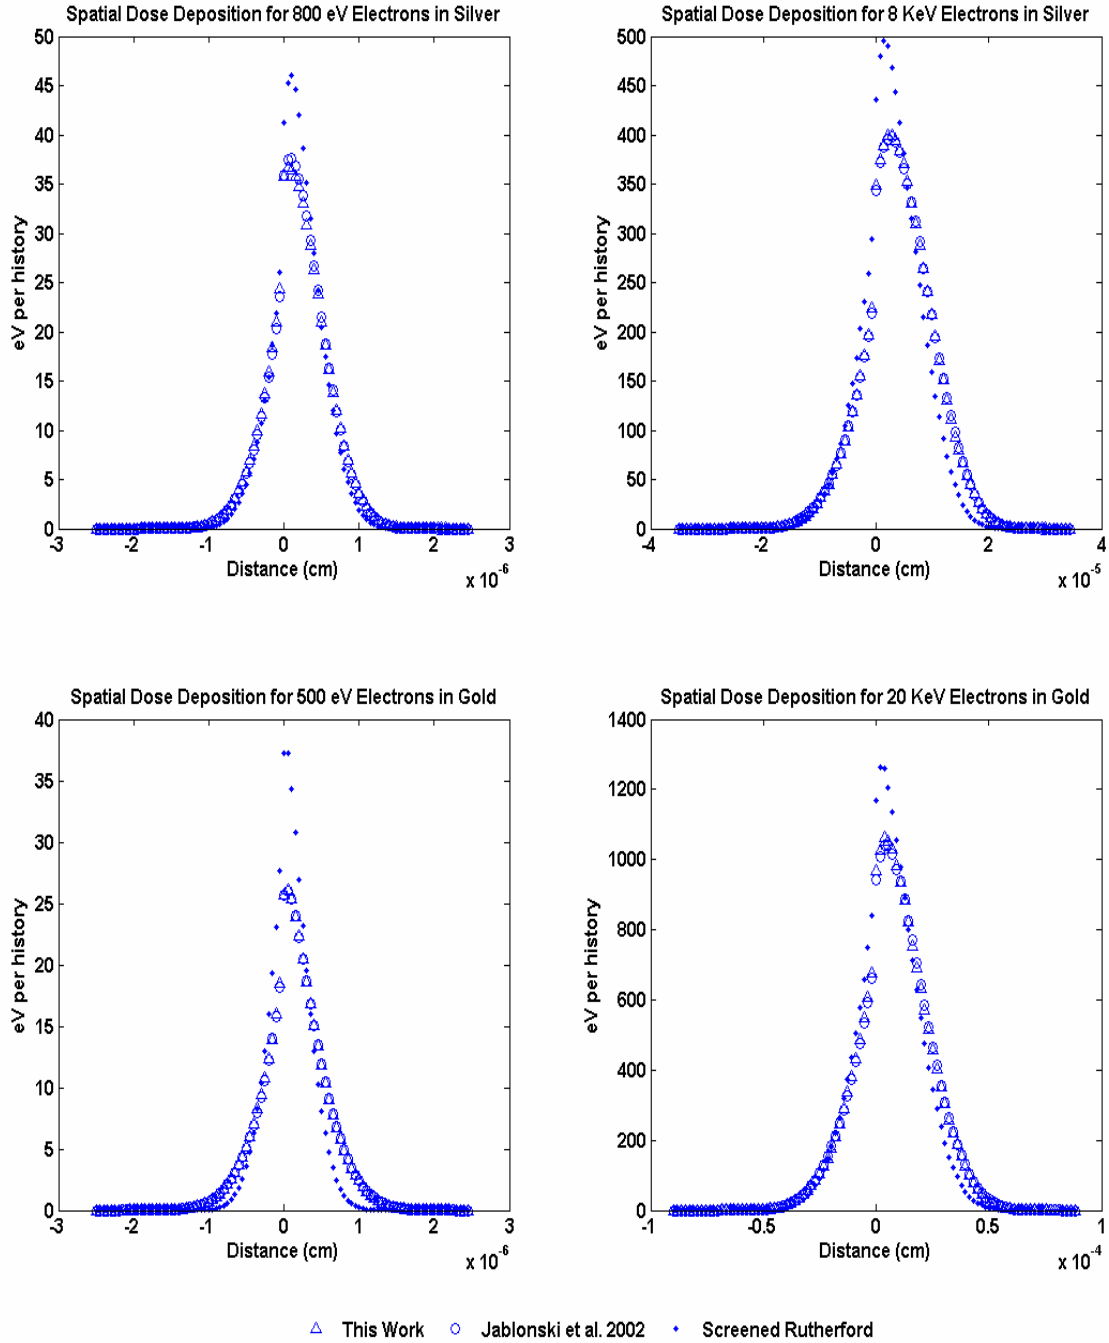 Spatial Dose Deposition for 800 eV Electrons in Silver
50
45
40
35
30
25
20
15
10
5
0
eV per history
-3 -2 -1 0 1 2 3
Distance (cm)
x 10-6
Spatial Dose Deposition for 8 KeV Electrons in Silver
500
450
400
350
300
250
200
150
100
50
0
eV per history
-4 -2 0 2 4
Distance (cm)
x 10-5
Spatial Dose Deposition for 500 eV Electrons in Gold
40
35
30
25
20
15
10
5
0
eV per history
-3 -2 -1 0 1 2 3
Distance (cm)
x 10-6
Spatial Dose Deposition for 20 KeV Electrons in Gold
1400
1200
1000
800
600
400
200
0
eV per history
-1 -0.5 0 0.5 1
Distance (cm)
x 10-4
This Work Jablonski et al. 2002 Screened Rutherford